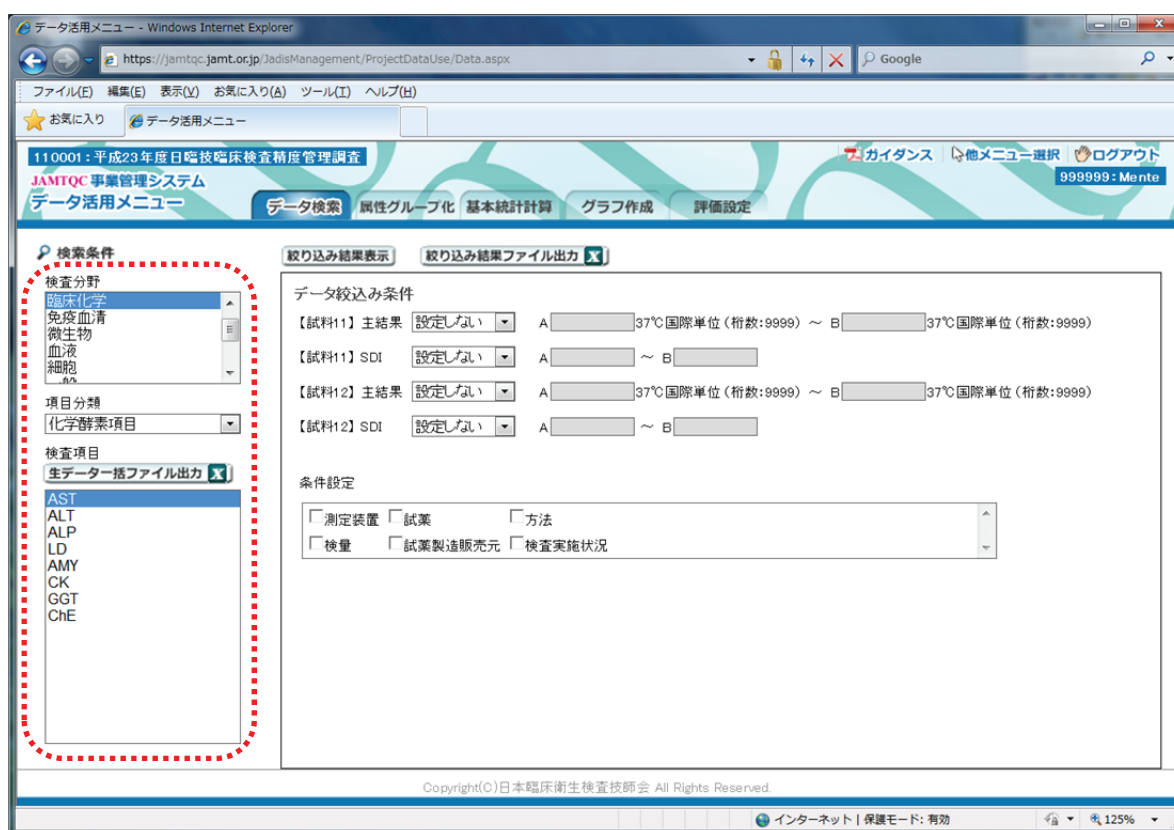 データ活用メニュー - Windows Internet Explorer
https://jamtqc.jamt.or.jp/JadisManagement/ProjectDataUse/Data.aspx
Google
ファイル(F) 編集(E) 表示(V) お気に入り(A) ツール(T) ヘルプ(H)
お気に入り データ活用メニュー
110001:平成23年度日臨技臨床検査精度管理調査
ガイダンス 他メニュー選択 ログアウト
JAMTQC 事業管理システム
999999:Mente
データ活用メニュー
データ検索 属性グループ化 基本統計計算 グラフ作成 評価設定
検索条件
絞り込み結果表示 絞り込み結果ファイル出力
検査分野
臨床化学
免疫血清
微生物
血液
細胞
項目分類
化学酵素項目
検査項目
生データ一括ファイル出力
AST
ALT
ALP
LD
AMY
CK
GGT
ChE
データ絞込み条件
【試料11】主結果 設定しない A 37℃国際単位(桁数:9999) ～ B 37℃国際単位(桁数:9999)
【試料11】SDI 設定しない A ～ B
【試料12】主結果 設定しない A 37℃国際単位(桁数:9999) ～ B 37℃国際単位(桁数:9999)
【試料12】SDI 設定しない A ～ B
条件設定
測定装置 試薬 方法
検量 試薬製造販売元 検査実施状況
Copyright(C)日本臨床衛生検査技師会 All Rights Reserved.
インターネット | 保護モード: 有効 125%